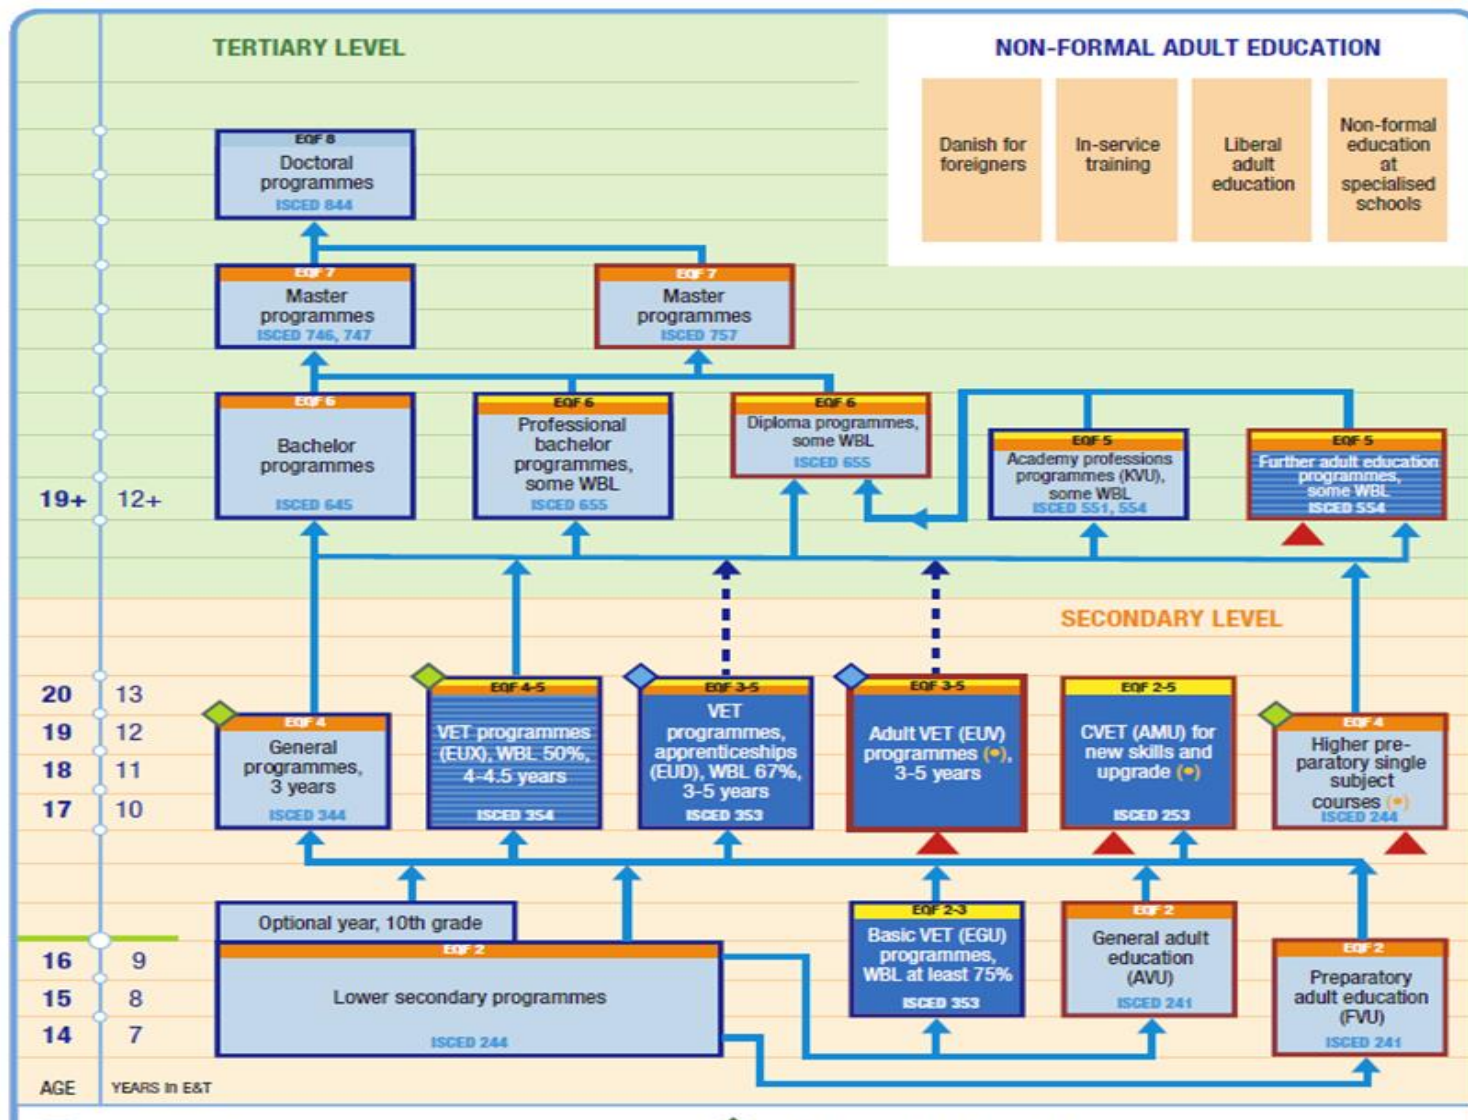 TERTIARY LEVEL
NON-FORMAL ADULT EDUCATION
Danish for
foreigners
In-service
training
Liberal
adult
education
Non-formal
education
at
specialised
schools
EQF 8
Doctoral
programmes
ISCED 844
EQF 7
Master
programmes
ISCED 746, 747
EQF 7
Master
programmes
ISCED 757
EQF 6
Bachelor
programmes
ISCED 645
EQF 6
Professional
bachelor
programmes,
some WBL
ISCED 655
EQF 6
Diploma programmes,
some WBL
ISCED 655
EQF 5
Academy professions
programmes (KVU),
some WBL
ISCED 551, 554
EQF 5
Further adult education
programmes,
some WBL
ISCED 554
19+ 12+
SECONDARY LEVEL
20 13
19 12
18 11
17 10
EQF 4
General
programmes,
3 years
ISCED 344
EQF 4-5
VET programmes
(EUX), WBL 50%,
4–4.5 years
ISCED 354
EQF 3-5
VET
programmes,
apprenticeships
(EUD), WBL 67%,
3–5 years
ISCED 353
EQF 3-5
Adult VET (EUV)
programmes (•),
3–5 years
EQF 2-5
CVET (AMU) for
new skills and
upgrade (•)
ISCED 253
EQF 4
Higher pre-
paratory single
subject
courses (•)
ISCED 244
Optional year, 10th grade
EQF 2
Lower secondary programmes
ISCED 244
EQF 2-3
Basic VET (EGU)
programmes,
WBL at least 75%
ISCED 353
EQF 2
General adult
education
(AVU)
ISCED 241
EQF 2
Preparatory
adult education
(FVU)
ISCED 241
16 9
15 8
14 7
AGE YEARS in E&T